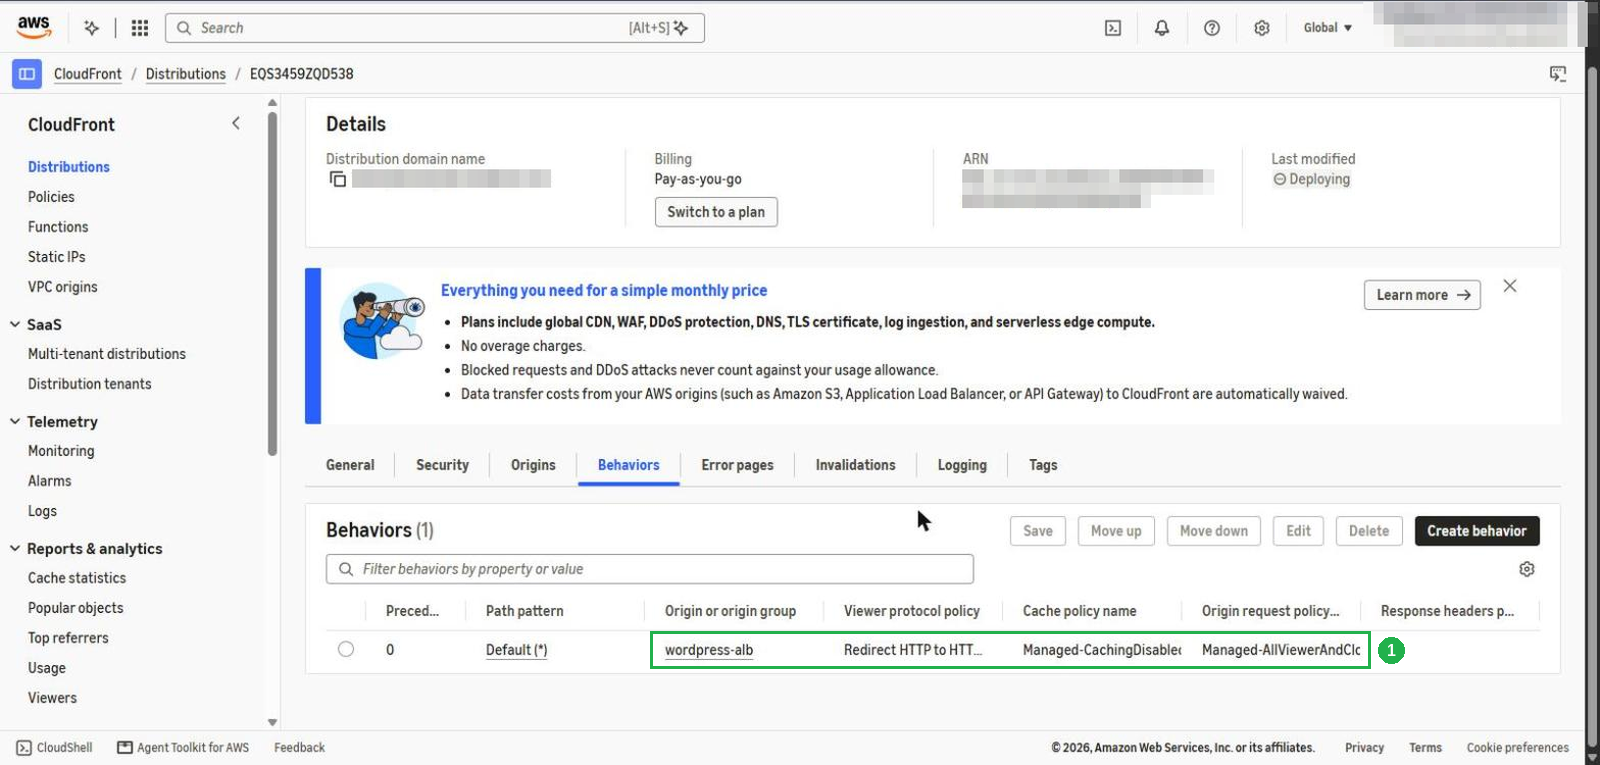 aws
Search [Alt+S]
Global
CloudFront / Distributions / EQS3459ZQD538
CloudFront
Distributions
Policies
Functions
Static IPs
VPC origins
SaaS
Multi-tenant distributions
Distribution tenants
Telemetry
Monitoring
Alarms
Logs
Reports & analytics
Cache statistics
Popular objects
Top referrers
Usage
Viewers
Details
Distribution domain name
Billing
Pay-as-you-go
Switch to a plan
ARN
Last modified
Deploying
Everything you need for a simple monthly price
Learn more
• Plans include global CDN, WAF, DDoS protection, DNS, TLS certificate, log ingestion, and serverless edge compute.
• No overage charges.
• Blocked requests and DDoS attacks never count against your usage allowance.
• Data transfer costs from your AWS origins (such as Amazon S3, Application Load Balancer, or API Gateway) to CloudFront are automatically waived.
General Security Origins Behaviors Error pages Invalidations Logging Tags
Behaviors (1)
Save Move up Move down Edit Delete Create behavior
Filter behaviors by property or value
Preced... Path pattern Origin or origin group Viewer protocol policy Cache policy name Origin request policy... Response headers p...
0 Default (*) wordpress-alb Redirect HTTP to HTT... Managed-CachingDisabled Managed-AllViewerAndClo 1
CloudShell Agent Toolkit for AWS Feedback
© 2026, Amazon Web Services, Inc. or its affiliates. Privacy Terms Cookie preferences